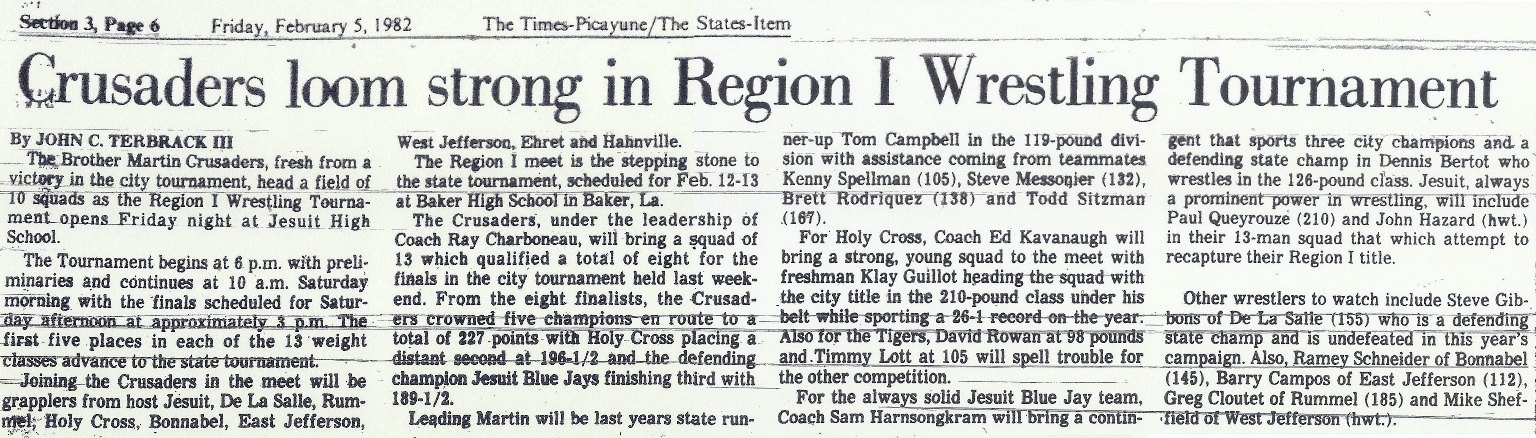 Section 3, Page 6 Friday, February 5, 1982 The Times-Picayune/The States-Item
Crusaders loom strong in Region I Wrestling Tournament
By JOHN C. TERBRACK III
The Brother Martin Crusaders, fresh from a
victory in the city tournament, head a field of
10 squads as the Region I Wrestling Tourna-
ment opens Friday night at Jesuit High
School.
The Tournament begins at 6 p.m. with preli-
minaries and continues at 10 a.m. Saturday
morning with the finals scheduled for Satur-
day afternoon at approximately 3 p.m. The
first five places in each of the 13 weight
classes advance to the state tournament.
Joining the Crusaders in the meet will be
grapplers from host Jesuit, De La Salle, Rum-
mel, Holy Cross, Bonnabel, East Jefferson,
West Jefferson, Ehret and Hahnville.
The Region I meet is the stepping stone to
the state tournament, scheduled for Feb. 12-13
at Baker High School in Baker, La.
The Crusaders, under the leadership of
Coach Ray Charboneau, will bring a squad of
13 which qualified a total of eight for the
finals in the city tournament held last week-
end. From the eight finalists, the Crusad-
ers crowned five champions en route to a
total of 227 points with Holy Cross placing a
distant second at 196-1/2 and the defending
champion Jesuit Blue Jays finishing third with
189-1/2.
Leading Martin will be last years state run-
ner-up Tom Campbell in the 119-pound divi-
sion with assistance coming from teammates
Kenny Spellman (105), Steve Messonier (132),
Brett Rodriquez (138) and Todd Sitzman
(167).
For Holy Cross, Coach Ed Kavanaugh will
bring a strong, young squad to the meet with
freshman Klay Guillot heading the squad with
the city title in the 210-pound class under his
belt while sporting a 26-1 record on the year.
Also for the Tigers, David Rowan at 98 pounds
and Timmy Lott at 105 will spell trouble for
the other competition.
For the always solid Jesuit Blue Jay team,
Coach Sam Harnsongkram will bring a contin-
gent that sports three city champions and a
defending state champ in Dennis Bertot who
wrestles in the 126-pound class. Jesuit, always
a prominent power in wrestling, will include
Paul Queyrouze (210) and John Hazard (hwt.)
in their 13-man squad that which attempt to
recapture their Region I title.
Other wrestlers to watch include Steve Gib-
bons of De La Salle (155) who is a defending
state champ and is undefeated in this year's
campaign. Also, Ramey Schneider of Bonnabel
(145), Barry Campos of East Jefferson (112),
Greg Cloutet of Rummel (185) and Mike Shef-
field of West Jefferson (hwt.).